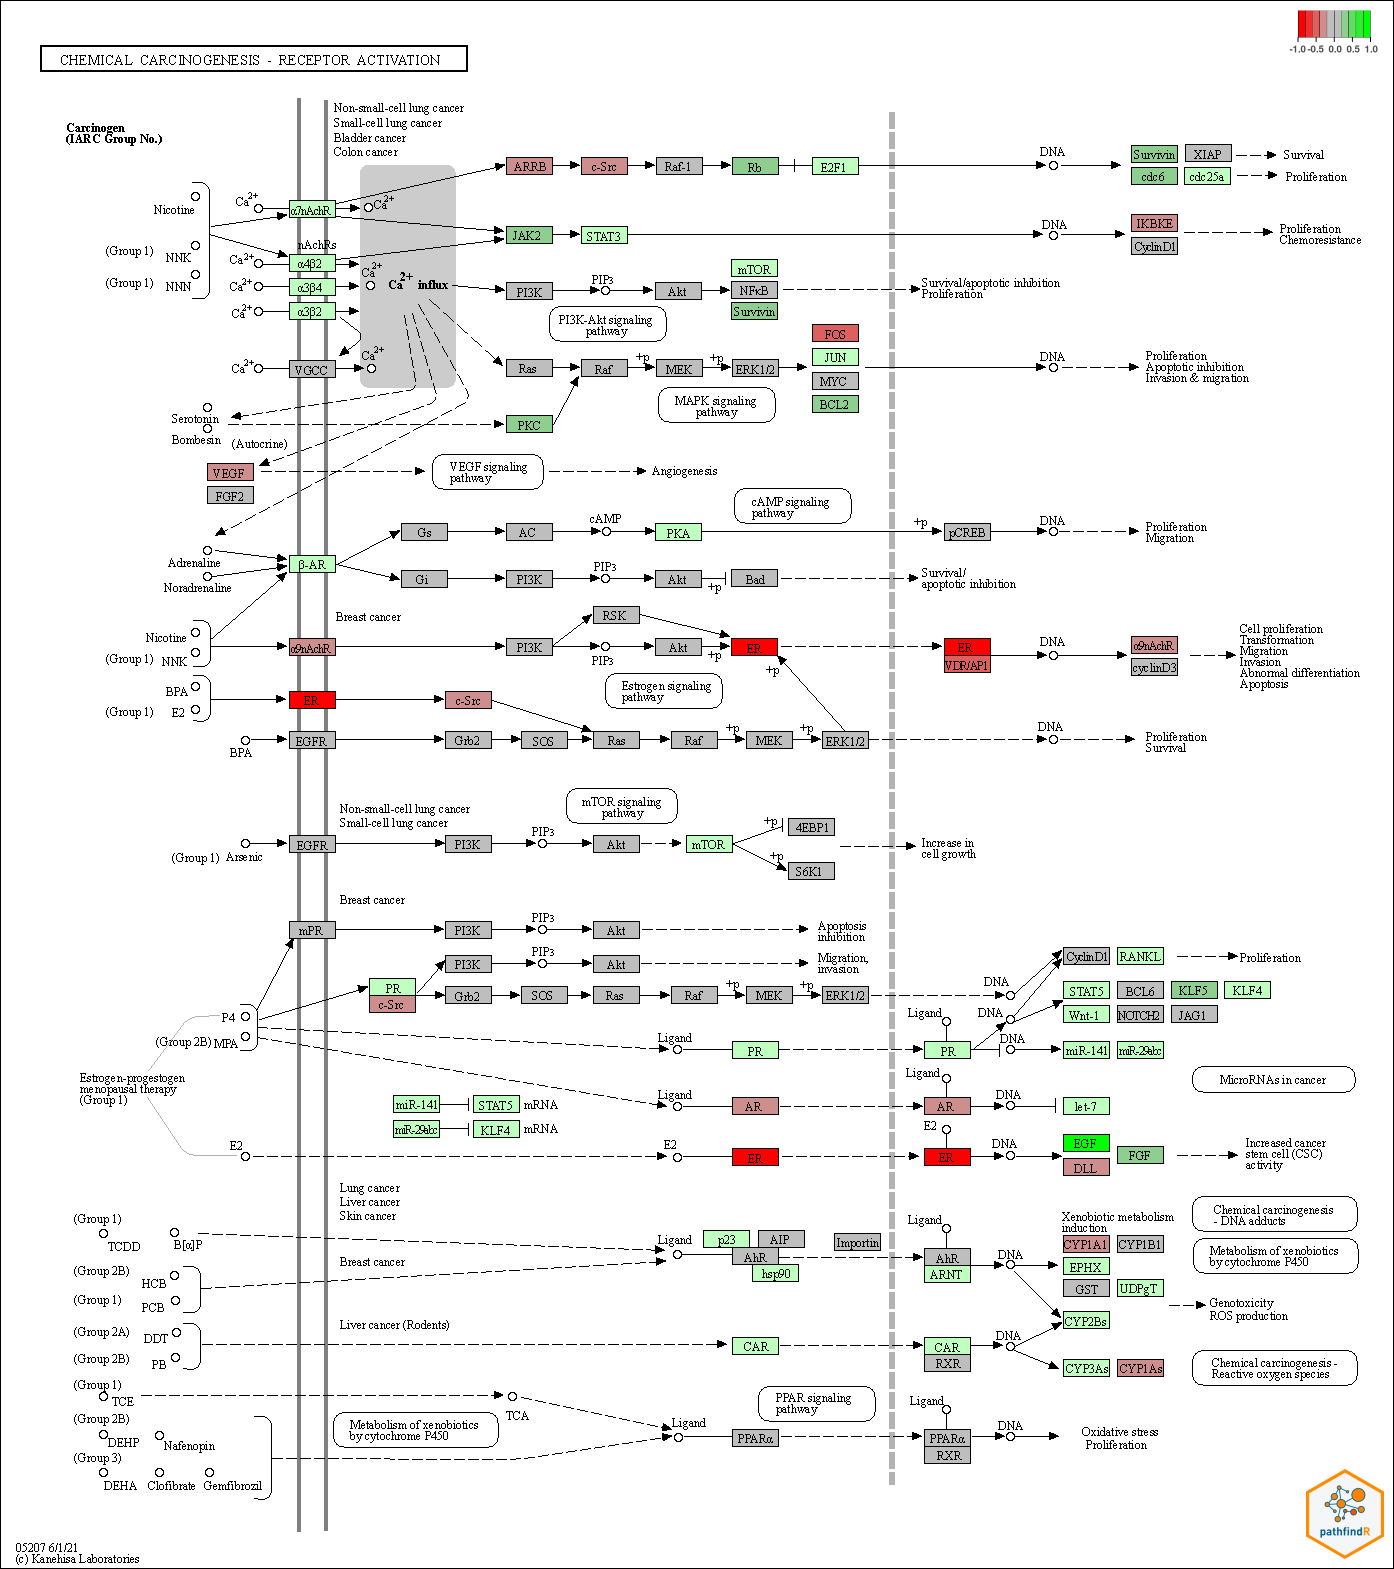 -1.0 -0.5 0.0 0.5 1.0
CHEMICAL CARCINOGENESIS - RECEPTOR ACTIVATION
Carcinogen
(IARC Group No.)
Non-small-cell lung cancer
Small-cell lung cancer
Bladder cancer
Colon cancer
ARRB c-Src Raf-1 Rb E2F1 DNA Survivin XIAP Survival
cdc6 cdc25a Proliferation
Nicotine Ca2+ α7nAchR Ca2+
JAK2 STAT3 DNA IKBKE CyclinD1 Proliferation
Chemoresistance
(Group 1) NNK nAchRs
Ca2+ α4β2 Ca2+
(Group 1) NNN Ca2+ α3β4 Ca2+ influx
Ca2+ α3β2
PI3K PIP3 Akt mTOR NFκB Survivin Survival/apoptotic inhibition
Proliferation
PI3K-Akt signaling
pathway
Ca2+ VGCC Ca2+
Ras Raf +p MEK +p ERK1/2 FOS JUN MYC BCL2 DNA Proliferation
Apoptotic inhibition
Invasion & migration
MAPK signaling
pathway
Serotonin
Bombesin PKC
(Autocrine)
VEGF VEGF signaling
pathway Angiogenesis
FGF2
cAMP signaling
pathway
Gs AC cAMP PKA +p pCREB DNA Proliferation
Migration
Adrenaline β-AR
Noradrenaline
Gi PI3K PIP3 Akt +p Bad Survival/
apoptotic inhibition
Breast cancer
RSK
Nicotine
(Group 1) NNK α9nAchR PI3K PIP3 Akt +p ER ER VDR/AP1 DNA α9nAchR cyclinD3
Cell proliferation
Transformation
Migration
Invasion
Abnormal differentiation
Apoptosis
+p
Estrogen signaling
pathway
BPA
(Group 1) E2 ER c-Src
BPA EGFR Grb2 SOS Ras Raf +p MEK +p ERK1/2 DNA Proliferation
Survival
Non-small-cell lung cancer
Small-cell lung cancer
mTOR signaling
pathway
(Group 1) Arsenic EGFR PI3K PIP3 Akt mTOR +p 4EBP1
+p S6K1
Increase in
cell growth
Breast cancer
mPR PI3K PIP3 Akt Apoptosis
inhibition
PI3K PIP3 Akt Migration,
invasion
PR c-Src Grb2 SOS Ras Raf +p MEK +p ERK1/2 DNA
CyclinD1 RANKL Proliferation
STAT5 BCL6 KLF5 KLF4
Wnt-1 NOTCH2 JAG1
P4
(Group 2B) MPA
Ligand PR Ligand PR DNA DNA miR-141 miR-29abc
Estrogen-progestogen
menopausal therapy
(Group 1)
MicroRNAs in cancer
miR-141 STAT5 mRNA
miR-29abc KLF4 mRNA
Ligand AR Ligand AR DNA let-7
E2 E2 ER E2 ER DNA EGF FGF DLL
Increased cancer
stem cell (CSC)
activity
Lung cancer
Liver cancer
Skin cancer
(Group 1) TCDD B[α]P
Ligand p23 AIP AhR hsp90 Importin Ligand AhR ARNT DNA
Xenobiotic metabolism
induction
CYP1A1 CYP1B1
EPHX
GST UDPgT
CYP2Bs
Chemical carcinogenesis
- DNA adducts
Metabolism of xenobiotics
by cytochrome P450
Breast cancer
(Group 2B) HCB
(Group 1) PCB
Genotoxicity
ROS production
Liver cancer (Rodents)
(Group 2A) DDT
(Group 2B) PB
CAR CAR RXR DNA
CYP3As CYP1As
Chemical carcinogenesis -
Reactive oxygen species
(Group 1) TCE TCA
PPAR signaling
pathway
(Group 2B) DEHP Nafenopin
Metabolism of xenobiotics
by cytochrome P450
Ligand PPARα Ligand PPARα RXR DNA Oxidative stress
Proliferation
(Group 3)
DEHA Clofibrate Gemfibrozil
pathfindR
05207 6/1/21
(c) Kanehisa Laboratories